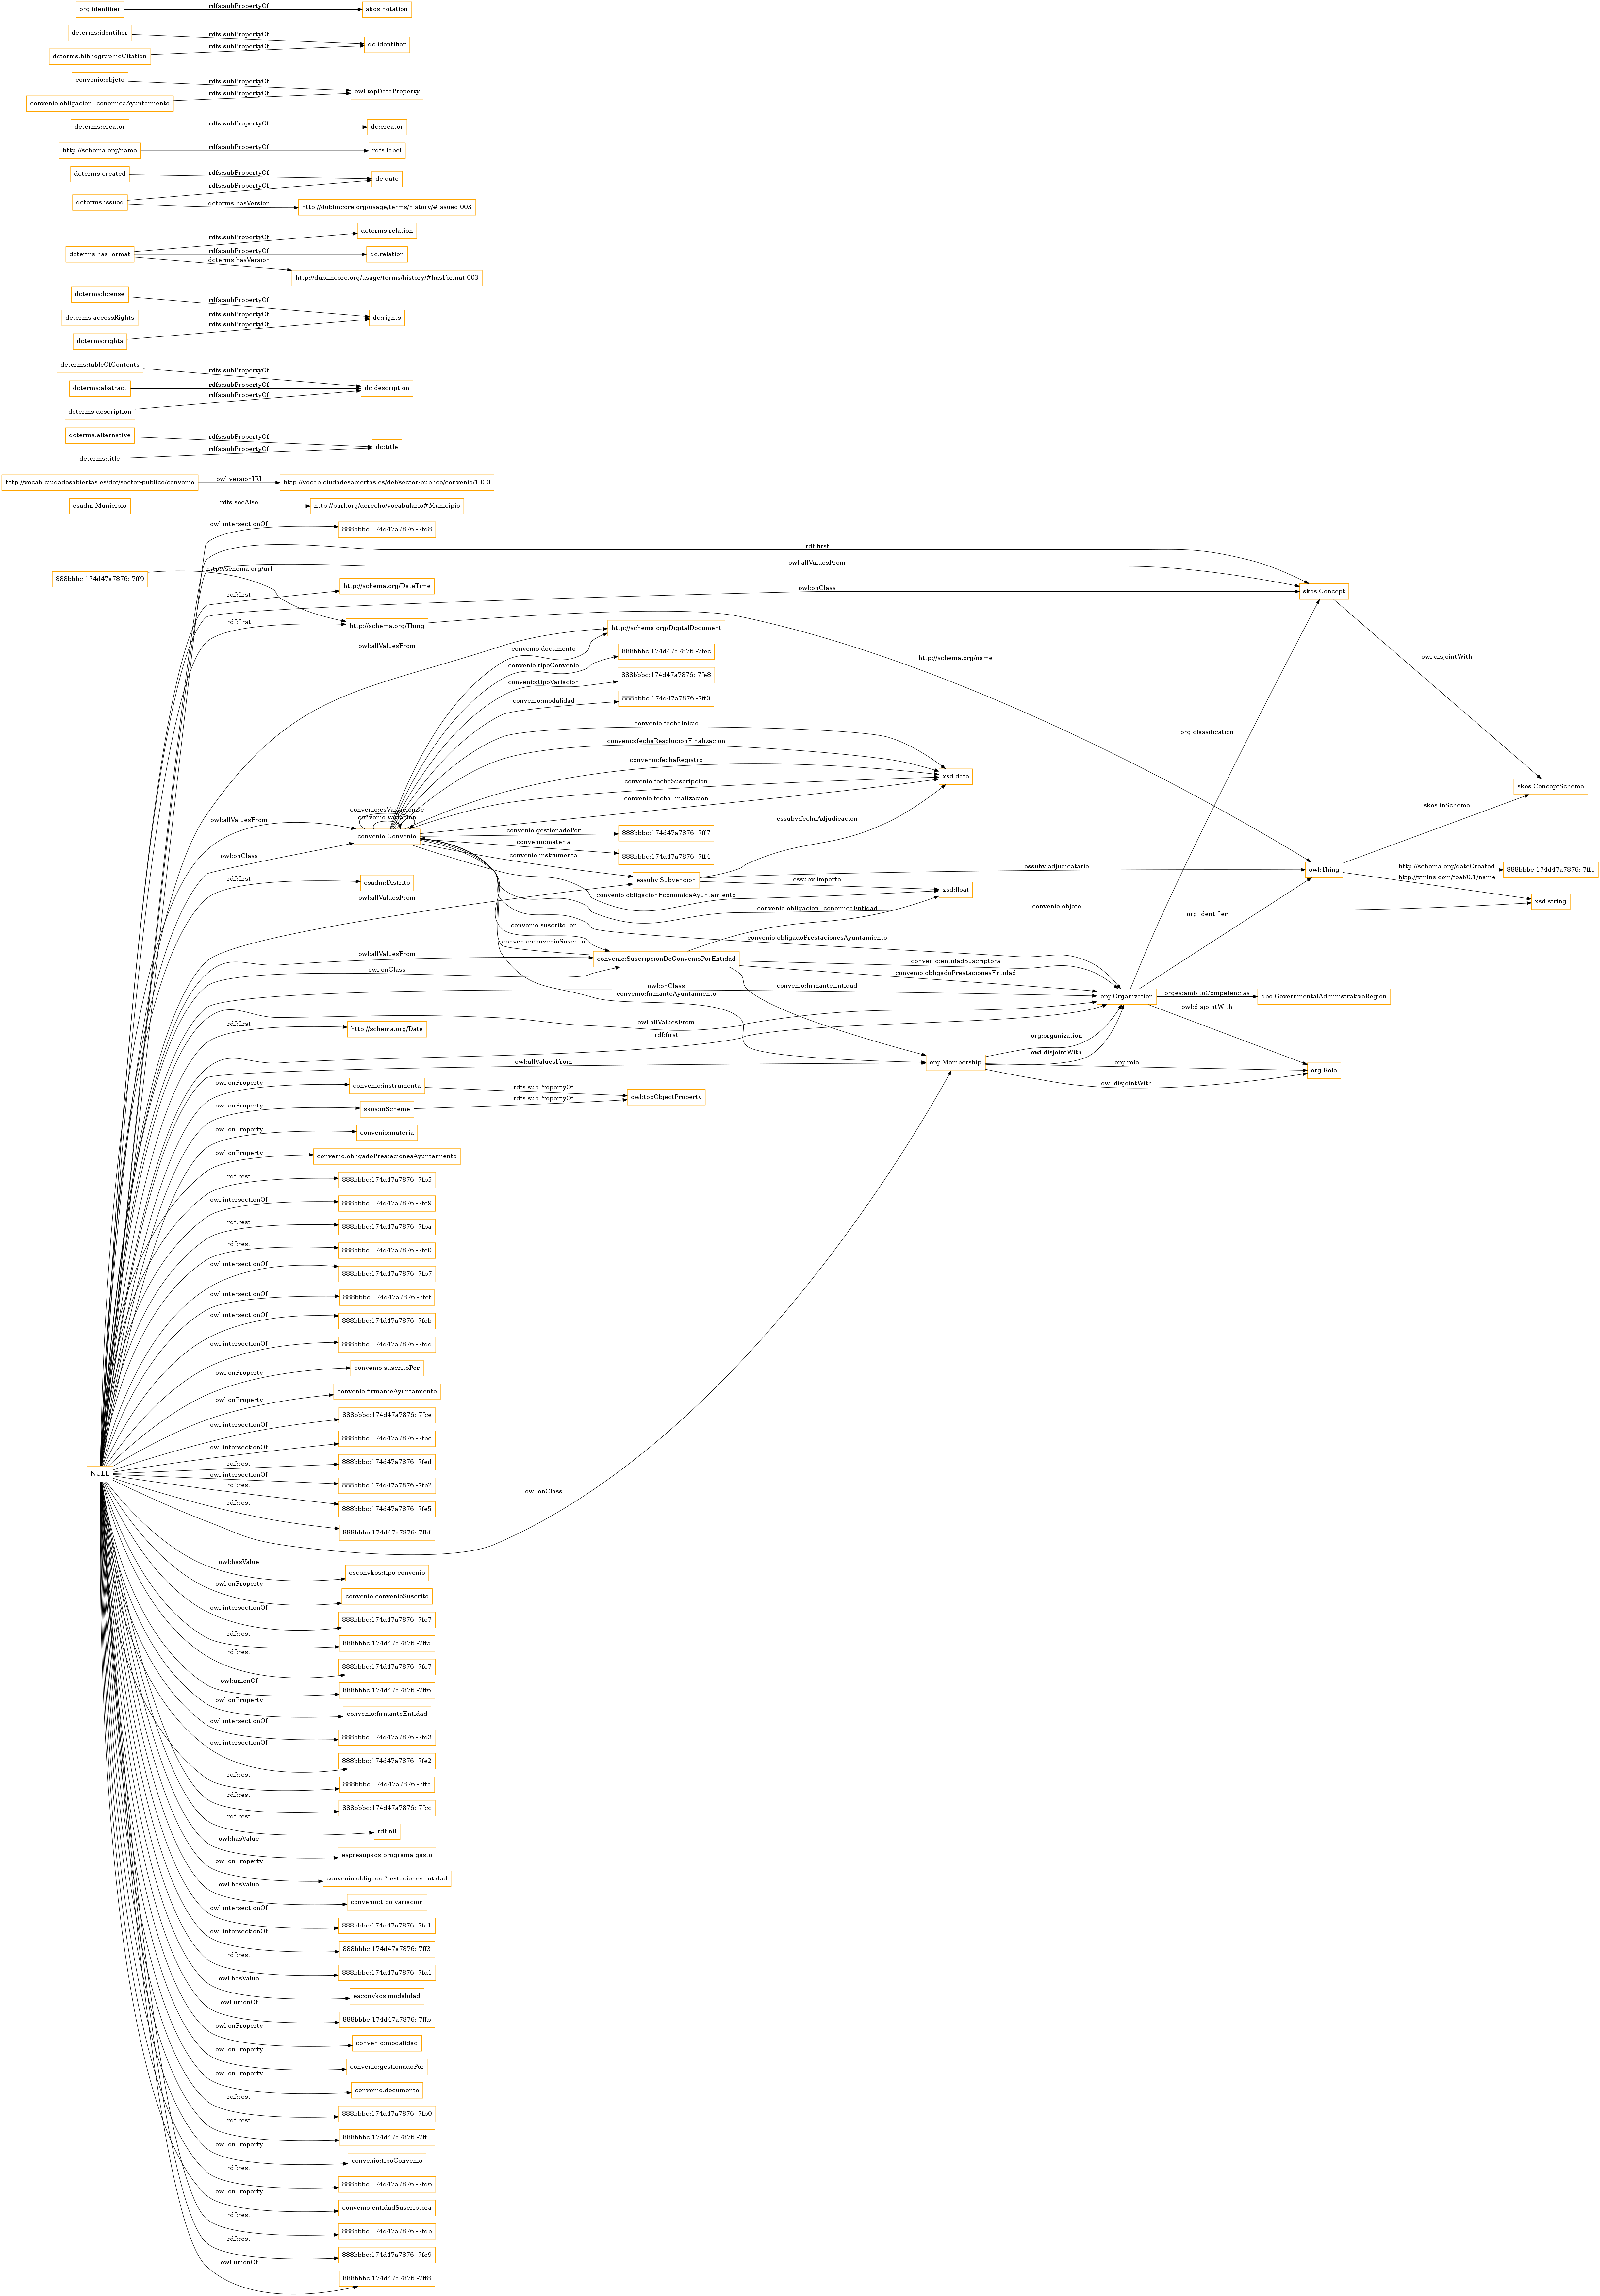 org:identifier
rdfs:subPropertyOf
skos:notation
dcterms:identifier
rdfs:subPropertyOf
dc:identifier
dcterms:bibliographicCitation
rdfs:subPropertyOf
convenio:objeto
rdfs:subPropertyOf
owl:topDataProperty
convenio:obligacionEconomicaAyuntamiento
rdfs:subPropertyOf
dcterms:creator
rdfs:subPropertyOf
dc:creator
http://schema.org/name
rdfs:subPropertyOf
rdfs:label
dcterms:created
rdfs:subPropertyOf
dc:date
dcterms:issued
rdfs:subPropertyOf
dcterms:hasVersion
http://dublincore.org/usage/terms/history/#issued-003
dcterms:hasFormat
rdfs:subPropertyOf
dcterms:relation
rdfs:subPropertyOf
dc:relation
dcterms:hasVersion
http://dublincore.org/usage/terms/history/#hasFormat-003
dcterms:license
rdfs:subPropertyOf
dcterms:accessRights
rdfs:subPropertyOf
dc:rights
dcterms:rights
rdfs:subPropertyOf
dcterms:tableOfContents
rdfs:subPropertyOf
dcterms:abstract
rdfs:subPropertyOf
dc:description
dcterms:description
rdfs:subPropertyOf
dcterms:alternative
rdfs:subPropertyOf
dc:title
dcterms:title
rdfs:subPropertyOf
http://vocab.ciudadesabiertas.es/def/sector-publico/convenio
owl:versionIRI
http://vocab.ciudadesabiertas.es/def/sector-publico/convenio/1.0.0
esadm:Municipio
rdfs:seeAlso
http://purl.org/derecho/vocabulario#Municipio
owl:intersectionOf
888bbbc:174d47a7876:-7fd8
rdf:first
888bbbc:174d47a7876:-7ff9
http://schema.org/url
owl:allValuesFrom
rdf:first
http://schema.org/DateTime
owl:onClass
skos:Concept
rdf:first
http://schema.org/Thing
http://schema.org/name
owl:allValuesFrom
http://schema.org/DigitalDocument
convenio:documento
convenio:tipoConvenio
888bbbc:174d47a7876:-7fec
convenio:tipoVariacion
888bbbc:174d47a7876:-7fe8
convenio:modalidad
888bbbc:174d47a7876:-7ff0
owl:disjointWith
org:classification
convenio:fechaInicio
convenio:fechaResolucionFinalizacion
convenio:fechaRegistro
convenio:fechaSuscripcion
xsd:date
convenio:fechaFinalizacion
skos:ConceptScheme
skos:inScheme
convenio:esVariacionDe
convenio:variacion
owl:allValuesFrom
convenio:Convenio
convenio:gestionadoPor
888bbbc:174d47a7876:-7ff7
convenio:materia
888bbbc:174d47a7876:-7ff4
essubv:fechaAdjudicacion
owl:onClass
convenio:instrumenta
essubv:Subvencion
essubv:adjudicatario
owl:Thing
http://schema.org/dateCreated
888bbbc:174d47a7876:-7ffc
http://xmlns.com/foaf/0.1/name
xsd:string
rdf:first
esadm:Distrito
owl:allValuesFrom
essubv:importe
xsd:float
convenio:obligacionEconomicaAyuntamiento
convenio:obligacionEconomicaEntidad
convenio:objeto
org:identifier
convenio:suscritoPor
convenio:convenioSuscrito
convenio:obligadoPrestacionesAyuntamiento
owl:allValuesFrom
convenio:SuscripcionDeConvenioPorEntidad
convenio:entidadSuscriptora
owl:onClass
convenio:obligadoPrestacionesEntidad
owl:onClass
convenio:firmanteAyuntamiento
convenio:firmanteEntidad
org:Organization
orges:ambitoCompetencias
dbo:GovernmentalAdministrativeRegion
owl:disjointWith
rdf:first
http://schema.org/Date
owl:allValuesFrom
rdf:first
org:organization
owl:disjointWith
owl:allValuesFrom
org:Membership
org:role
org:Role
owl:disjointWith
owl:onProperty
convenio:instrumenta
rdfs:subPropertyOf
owl:topObjectProperty
owl:onProperty
skos:inScheme
rdfs:subPropertyOf
owl:onProperty
convenio:materia
owl:onProperty
convenio:obligadoPrestacionesAyuntamiento
rdf:rest
888bbbc:174d47a7876:-7fb5
owl:intersectionOf
888bbbc:174d47a7876:-7fc9
rdf:rest
888bbbc:174d47a7876:-7fba
rdf:rest
888bbbc:174d47a7876:-7fe0
owl:intersectionOf
888bbbc:174d47a7876:-7fb7
owl:intersectionOf
888bbbc:174d47a7876:-7fef
owl:intersectionOf
888bbbc:174d47a7876:-7feb
owl:intersectionOf
888bbbc:174d47a7876:-7fdd
owl:onProperty
convenio:suscritoPor
owl:onProperty
convenio:firmanteAyuntamiento
owl:intersectionOf
888bbbc:174d47a7876:-7fce
owl:intersectionOf
888bbbc:174d47a7876:-7fbc
rdf:rest
888bbbc:174d47a7876:-7fed
NULL
owl:intersectionOf
888bbbc:174d47a7876:-7fb2
rdf:rest
888bbbc:174d47a7876:-7fe5
rdf:rest
888bbbc:174d47a7876:-7fbf
owl:onClass
owl:hasValue
esconvkos:tipo-convenio
owl:onProperty
convenio:convenioSuscrito
owl:intersectionOf
888bbbc:174d47a7876:-7fe7
rdf:rest
888bbbc:174d47a7876:-7ff5
rdf:rest
888bbbc:174d47a7876:-7fc7
owl:unionOf
888bbbc:174d47a7876:-7ff6
owl:onProperty
convenio:firmanteEntidad
owl:intersectionOf
888bbbc:174d47a7876:-7fd3
owl:intersectionOf
888bbbc:174d47a7876:-7fe2
rdf:rest
888bbbc:174d47a7876:-7ffa
rdf:rest
888bbbc:174d47a7876:-7fcc
rdf:rest
rdf:nil
owl:hasValue
espresupkos:programa-gasto
owl:onProperty
convenio:obligadoPrestacionesEntidad
owl:hasValue
convenio:tipo-variacion
owl:intersectionOf
888bbbc:174d47a7876:-7fc1
owl:intersectionOf
888bbbc:174d47a7876:-7ff3
rdf:rest
888bbbc:174d47a7876:-7fd1
owl:hasValue
esconvkos:modalidad
owl:unionOf
888bbbc:174d47a7876:-7ffb
owl:onProperty
convenio:modalidad
owl:onProperty
convenio:gestionadoPor
owl:onProperty
convenio:documento
rdf:rest
888bbbc:174d47a7876:-7fb0
rdf:rest
888bbbc:174d47a7876:-7ff1
owl:onProperty
convenio:tipoConvenio
rdf:rest
888bbbc:174d47a7876:-7fd6
owl:onProperty
convenio:entidadSuscriptora
rdf:rest
888bbbc:174d47a7876:-7fdb
rdf:rest
888bbbc:174d47a7876:-7fe9
owl:unionOf
888bbbc:174d47a7876:-7ff8